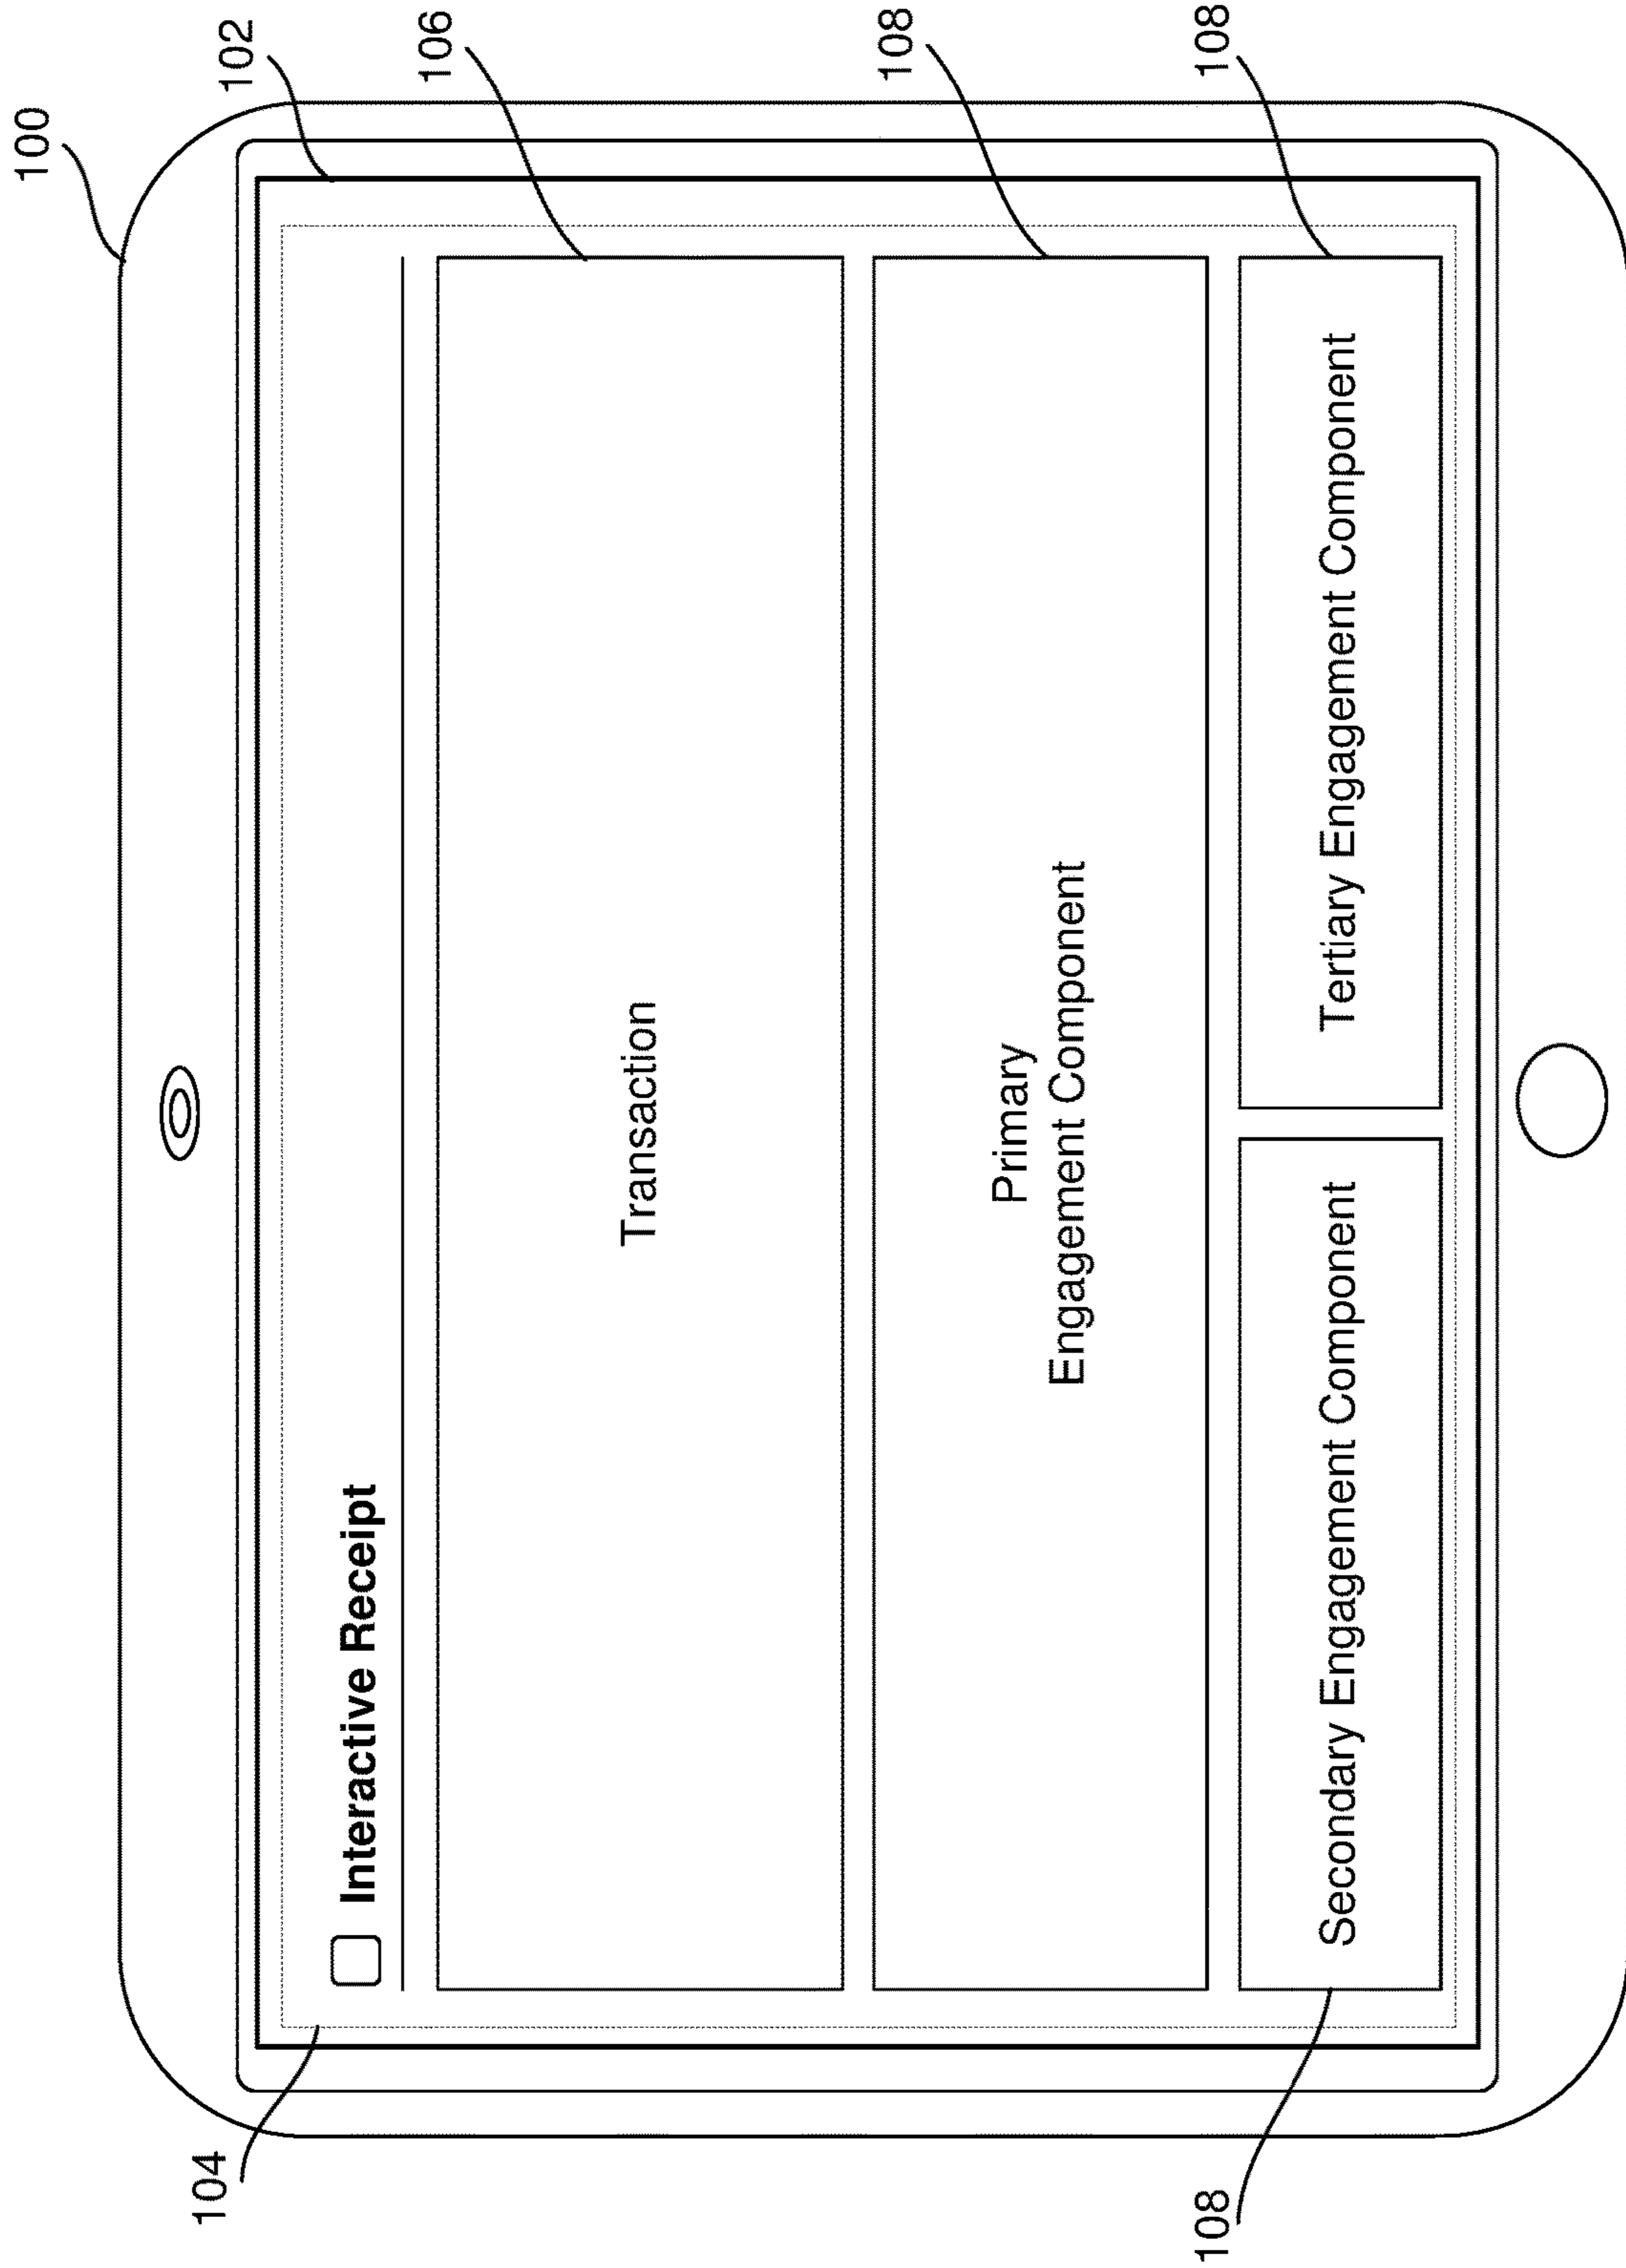 100
102
106
108
108
Interactive Receipt
Transaction
Primary
Engagement Component
Secondary Engagement Component
Tertiary Engagement Component
104
108